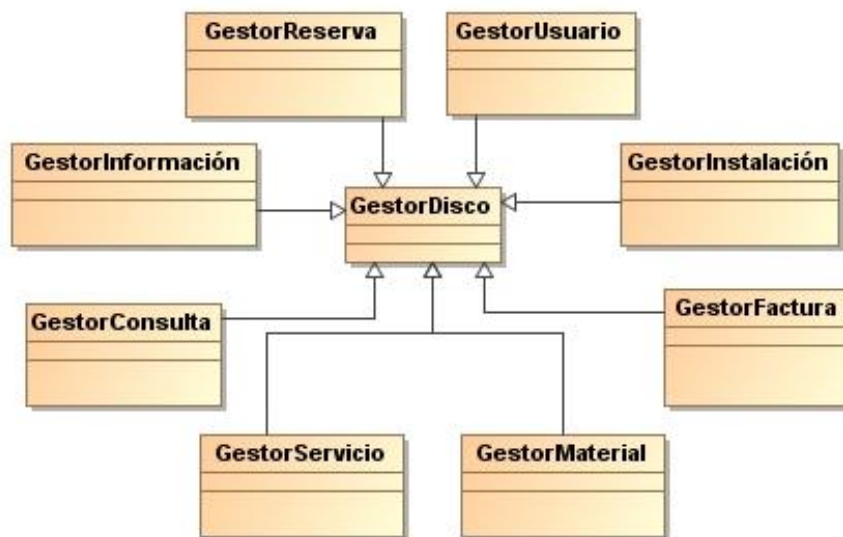 GestorReserva
GestorUsuario
GestorInformación
GestorInstalación
GestorDisco
GestorConsulta
GestorFactura
GestorServicio
GestorMaterial